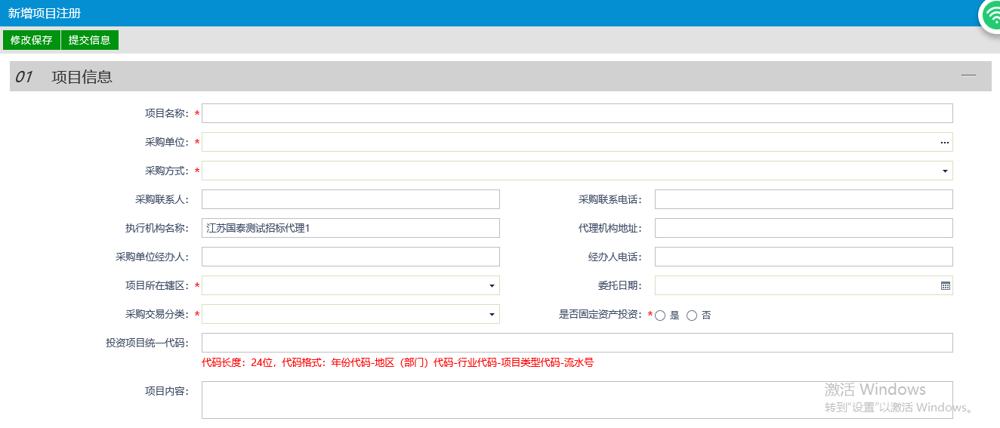 新增项目注册
修改保存 提交信息
01 项目信息
项目名称： *
采购单位： * ...
采购方式： *
采购联系人： 采购联系电话：
执行机构名称： 江苏国泰测试招标代理1 代理机构地址：
采购单位经办人： 经办人电话：
项目所在辖区： * 委托日期：
采购交易分类： * 是否固定资产投资： * 是 否
投资项目统一代码：
代码长度：24位，代码格式：年份代码-地区（部门）代码-行业代码-项目类型代码-流水号
项目内容：
激活 Windows
转到“设置”以激活 Windows。